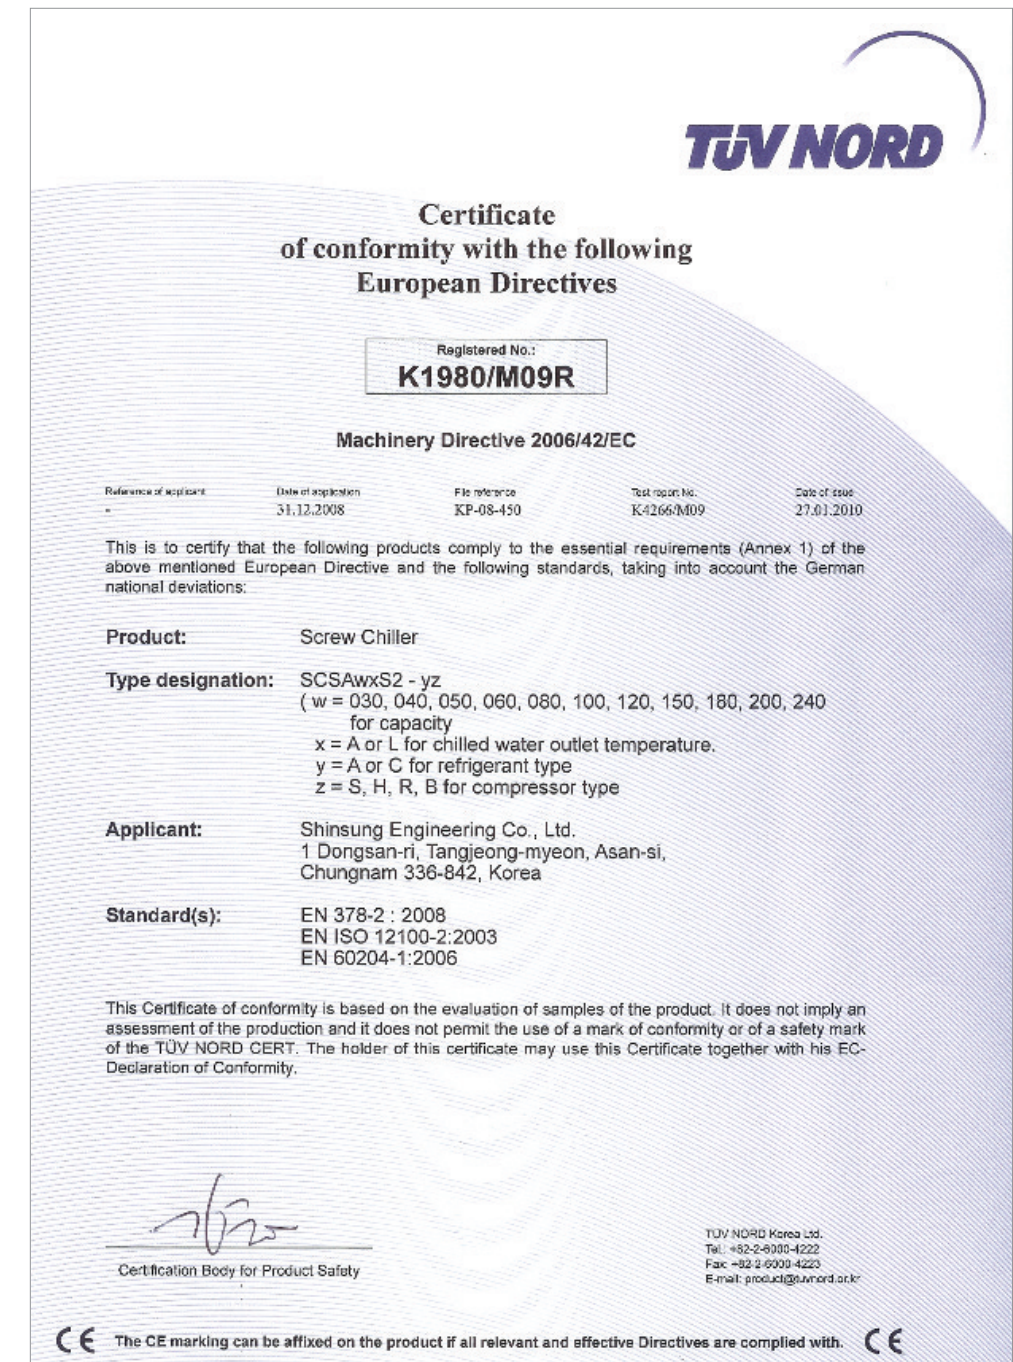 TÜV NORD
Certificate
of conformity with the following
European Directives
Registered No.:
K1980/M09R
Machinery Directive 2006/42/EC
Reference of applicant Date of application File reference Test report No. Date of issue
- 31.12.2008 KP-08-450 K4266/M09 27.01.2010
This is to certify that the following products comply to the essential requirements (Annex 1) of the
above mentioned European Directive and the following standards, taking into account the German
national deviations:
Product: Screw Chiller
Type designation: SCSAwxS2 - yz
( w = 030, 040, 050, 060, 080, 100, 120, 150, 180, 200, 240
for capacity
x = A or L for chilled water outlet temperature.
y = A or C for refrigerant type
z = S, H, R, B for compressor type
Applicant: Shinsung Engineering Co., Ltd.
1 Dongsan-ri, Tangjeong-myeon, Asan-si,
Chungnam 336-842, Korea
Standard(s): EN 378-2 : 2008
EN ISO 12100-2:2003
EN 60204-1:2006
This Certificate of conformity is based on the evaluation of samples of the product. It does not imply an
assessment of the production and it does not permit the use of a mark of conformity or of a safety mark
of the TÜV NORD CERT. The holder of this certificate may use this Certificate together with his EC-
Declaration of Conformity.
Certification Body for Product Safety
TÜV NORD Korea Ltd.
Tel.: +82-2-6000-4222
Fax: +82-2-6000-4223
E-mail: product@tuvnord.or.kr
CE The CE marking can be affixed on the product if all relevant and effective Directives are complied with. CE